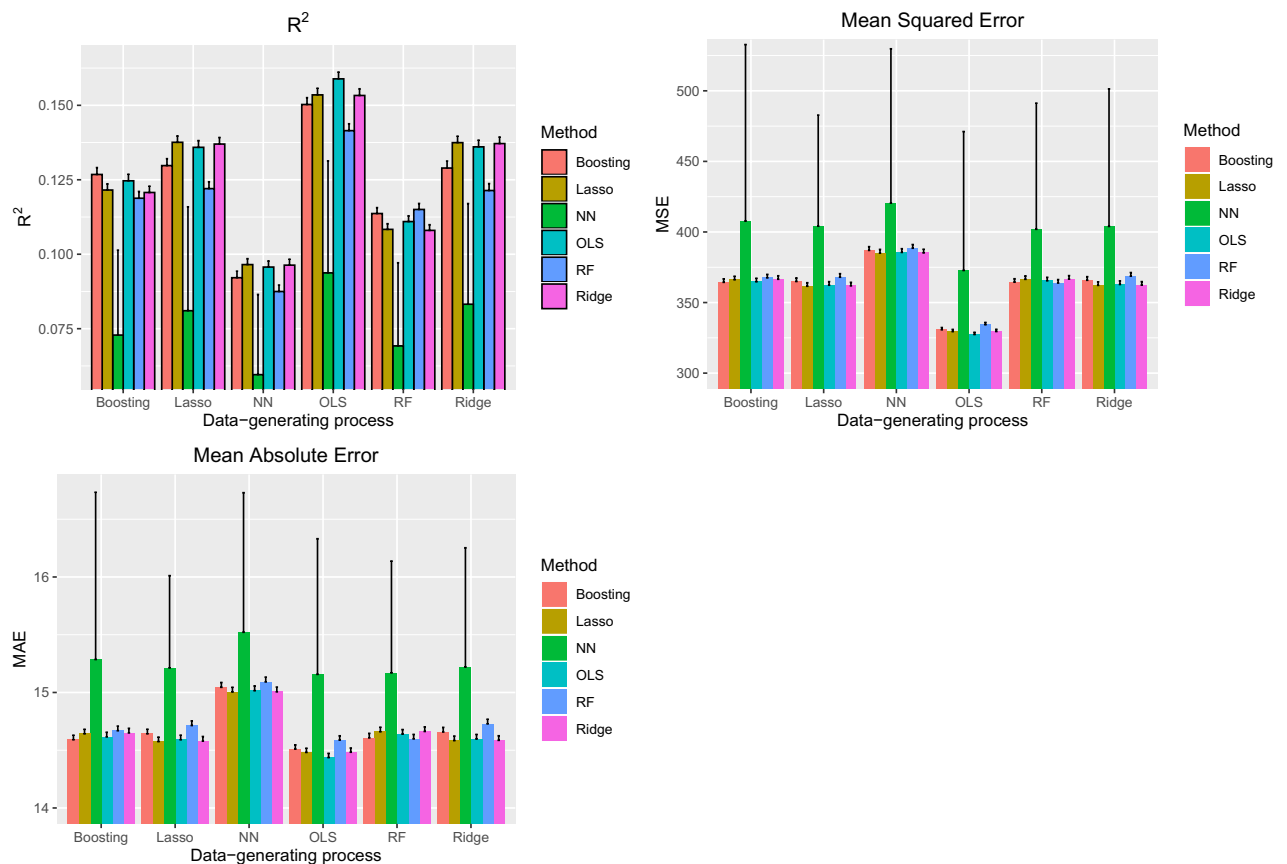 R²
0.150
0.125
0.100
0.075
R²
Boosting Lasso NN OLS RF Ridge
Data−generating process
Method
Boosting
Lasso
NN
OLS
RF
Ridge
Mean Squared Error
500
450
400
350
300
MSE
Boosting Lasso NN OLS RF Ridge
Data−generating process
Method
Boosting
Lasso
NN
OLS
RF
Ridge
Mean Absolute Error
16
15
14
MAE
Boosting Lasso NN OLS RF Ridge
Data−generating process
Method
Boosting
Lasso
NN
OLS
RF
Ridge